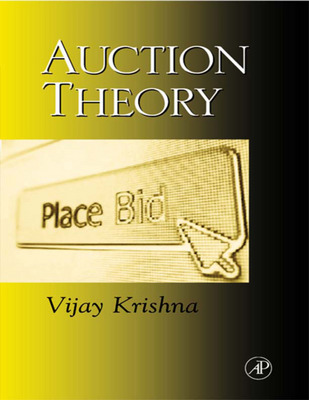 AUCTION
THEORY
Place Bid
Vijay Krishna
AP